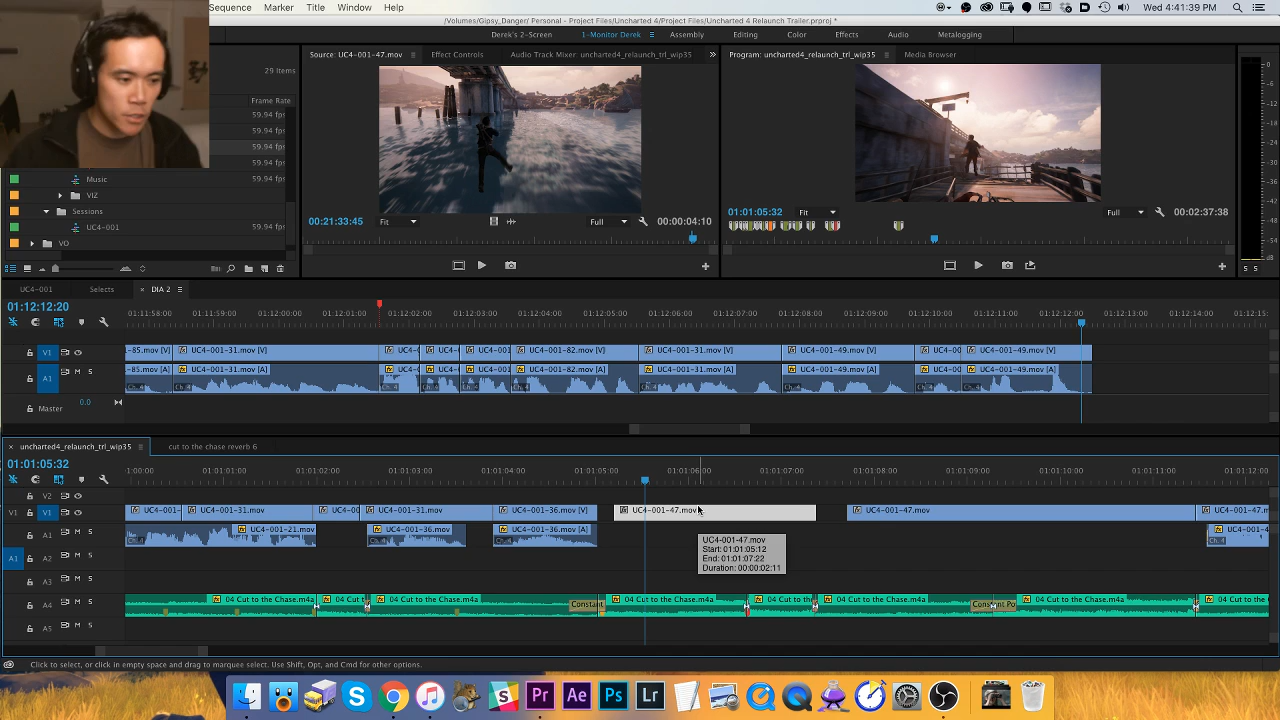 Sequence Marker Title Window Help Wed 4:41:39 PM
/Volumes/Gipsy_Danger/ Personal - Project Files/Uncharted 4/Project Files/Uncharted 4 Relaunch Trailer.prproj *
Derek's 2-Screen 1-Monitor Derek Assembly Editing Color Effects Audio Metalogging
Source: UC4-001-47.mov Effect Controls Audio Track Mixer: uncharted4_relaunch_trl_wip35
Program: uncharted4_relaunch_trl_wip35 Media Browser
29 Items
Frame Rate
59.94 fps
59.94 fps
59.94 fps
59.94 fps
Music 59.94 fps
VIZ
Sessions
UC4-001
VO
00:21:33:45 Fit Full 00:00:04:10
01:01:05:32 Fit Full 00:02:37:38
UC4-001 Selects DIA 2
01:12:12:20
01:11:58:00 01:11:59:00 01:12:00:00 01:12:01:00 01:12:02:00 01:12:03:00 01:12:04:00 01:12:05:00 01:12:06:00 01:12:07:00 01:12:08:00 01:12:09:00 01:12:10:00 01:12:11:00 01:12:12:00 01:12:13:00 01:12:14:00 01:12:15:
V1 -85.mov [V] UC4-001-31.mov [V] UC4- UC4-0 UC4-001 UC4-001-82.mov [V] UC4-001-31.mov [V] UC4-001-49.mov [V] UC4-00 UC4-001-49.mov [V]
A1 M S -85.mov [A] UC4-001-31.mov [A] UC4-001-82.mov [A] UC4-001-31.mov [A] UC4-001-49.mov [A] UC4-001-49.mov [A]
Master 0.0
uncharted4_relaunch_trl_wip35 cut to the chase reverb 6
01:01:05:32
:01:00:00 01:01:01:00 01:01:02:00 01:01:03:00 01:01:04:00 01:01:05:00 01:01:06:00 01:01:07:00 01:01:08:00 01:01:09:00 01:01:10:00 01:01:11:00 01:01:12:00
V2
V1 V1 UC4-001- UC4-001-31.mov [V] UC4-00 UC4-001-31.mov UC4-001-36.mov [V] UC4-001-47.mov UC4-001-47.mov UC4-001-47.m
A1 M S UC4-001-21.mov UC4-001-36.mov UC4-001-36.mov [A] UC4-001-4
UC4-001-47.mov
Start: 01:01:05:12
End: 01:01:07:22
Duration: 00:00:02:11
A1 A2 M S
A3 M S
A4 M S 04 Cut to the Chase.m4a 04 Cut t 04 Cut to the Chase.m4a Constant 04 Cut to the Chase.m4a 04 Cut to th 04 Cut to the Chase.m4a Constant Po 04 Cut to the Chase.m4a 04 Cut to the
A5 M S
Click to select, or click in empty space and drag to marquee select. Use Shift, Opt, and Cmd for other options.
Pr Ae Ps Lr